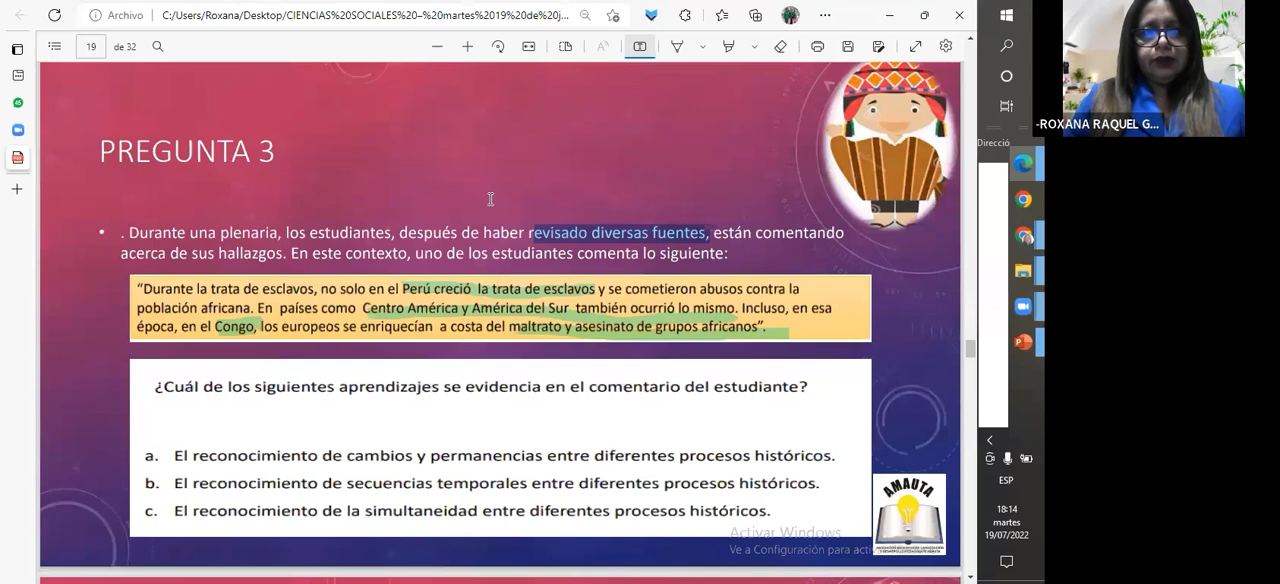 Archivo
C:/Users/Roxana/Desktop/CIENCIAS%20SOCIALES%20–%20martes%2019%20de%20j...
19
de 32
-ROXANA RAQUEL G...
Direcció
PREGUNTA 3
• . Durante una plenaria, los estudiantes, después de haber revisado diversas fuentes, están comentando
acerca de sus hallazgos. En este contexto, uno de los estudiantes comenta lo siguiente:
“Durante la trata de esclavos, no solo en el Perú creció la trata de esclavos y se cometieron abusos contra la
población africana. En países como Centro América y América del Sur también ocurrió lo mismo. Incluso, en esa
época, en el Congo, los europeos se enriquecían a costa del maltrato y asesinato de grupos africanos”.
¿Cuál de los siguientes aprendizajes se evidencia en el comentario del estudiante?
a. El reconocimiento de cambios y permanencias entre diferentes procesos históricos.
b. El reconocimiento de secuencias temporales entre diferentes procesos históricos.
c. El reconocimiento de la simultaneidad entre diferentes procesos históricos.
AMAUTA
Activar Windows
Ve a Configuración para acti
ESP
18:14
martes
19/07/2022